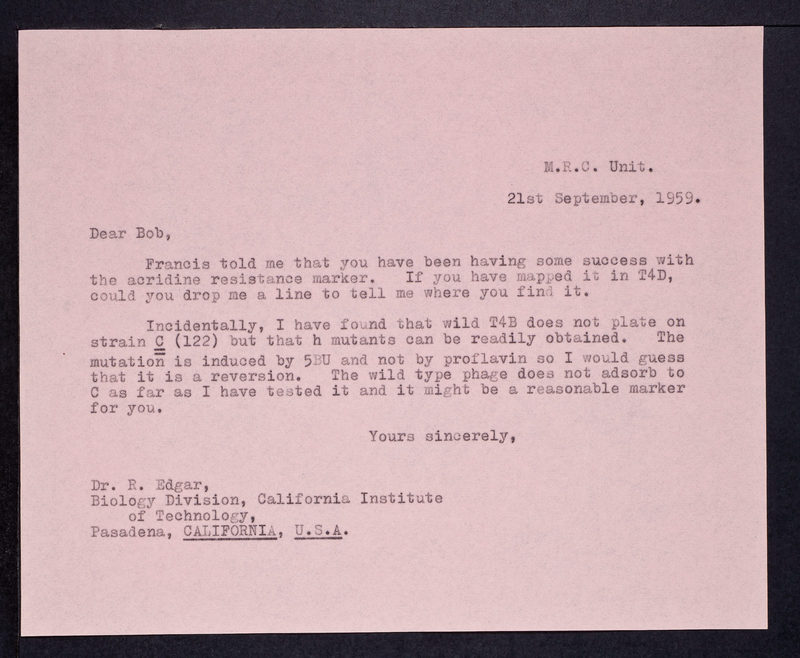 M.R.C. Unit.
21st September, 1959.
Dear Bob,
Francis told me that you have been having some success with
the acridine resistance marker. If you have mapped it in T4D,
could you drop me a line to tell me where you find it.
Incidentally, I have found that wild T4B does not plate on
strain C (122) but that h mutants can be readily obtained. The
mutation is induced by 5BU and not by proflavin so I would guess
that it is a reversion. The wild type phage does not adsorb to
C as far as I have tested it and it might be a reasonable marker
for you.
Yours sincerely,
Dr. R. Edgar,
Biology Division, California Institute
of Technology,
Pasadena, CALIFORNIA, U.S.A.